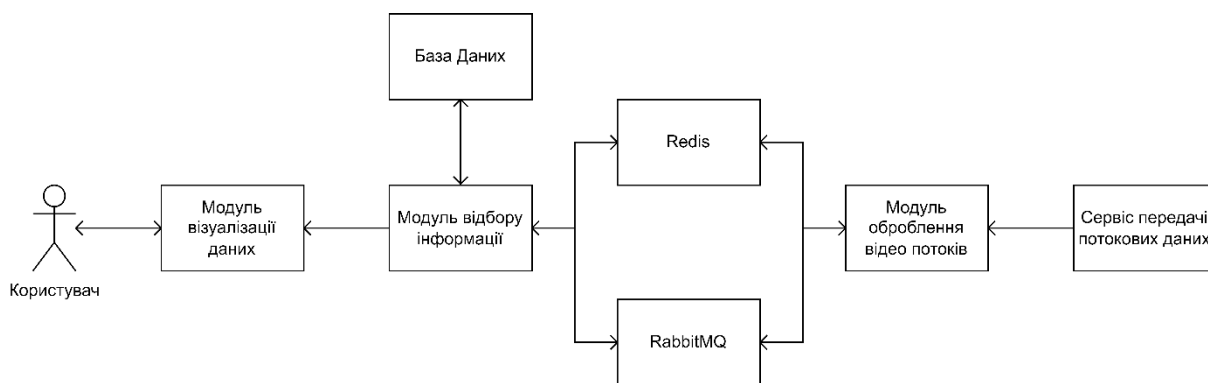 База Даних
Redis
Модуль
візуалізації
даних
Модуль відбору
інформації
Модуль
оброблення
відео потоків
Сервіс передачі
потокових даних
Користувач
RabbitMQ